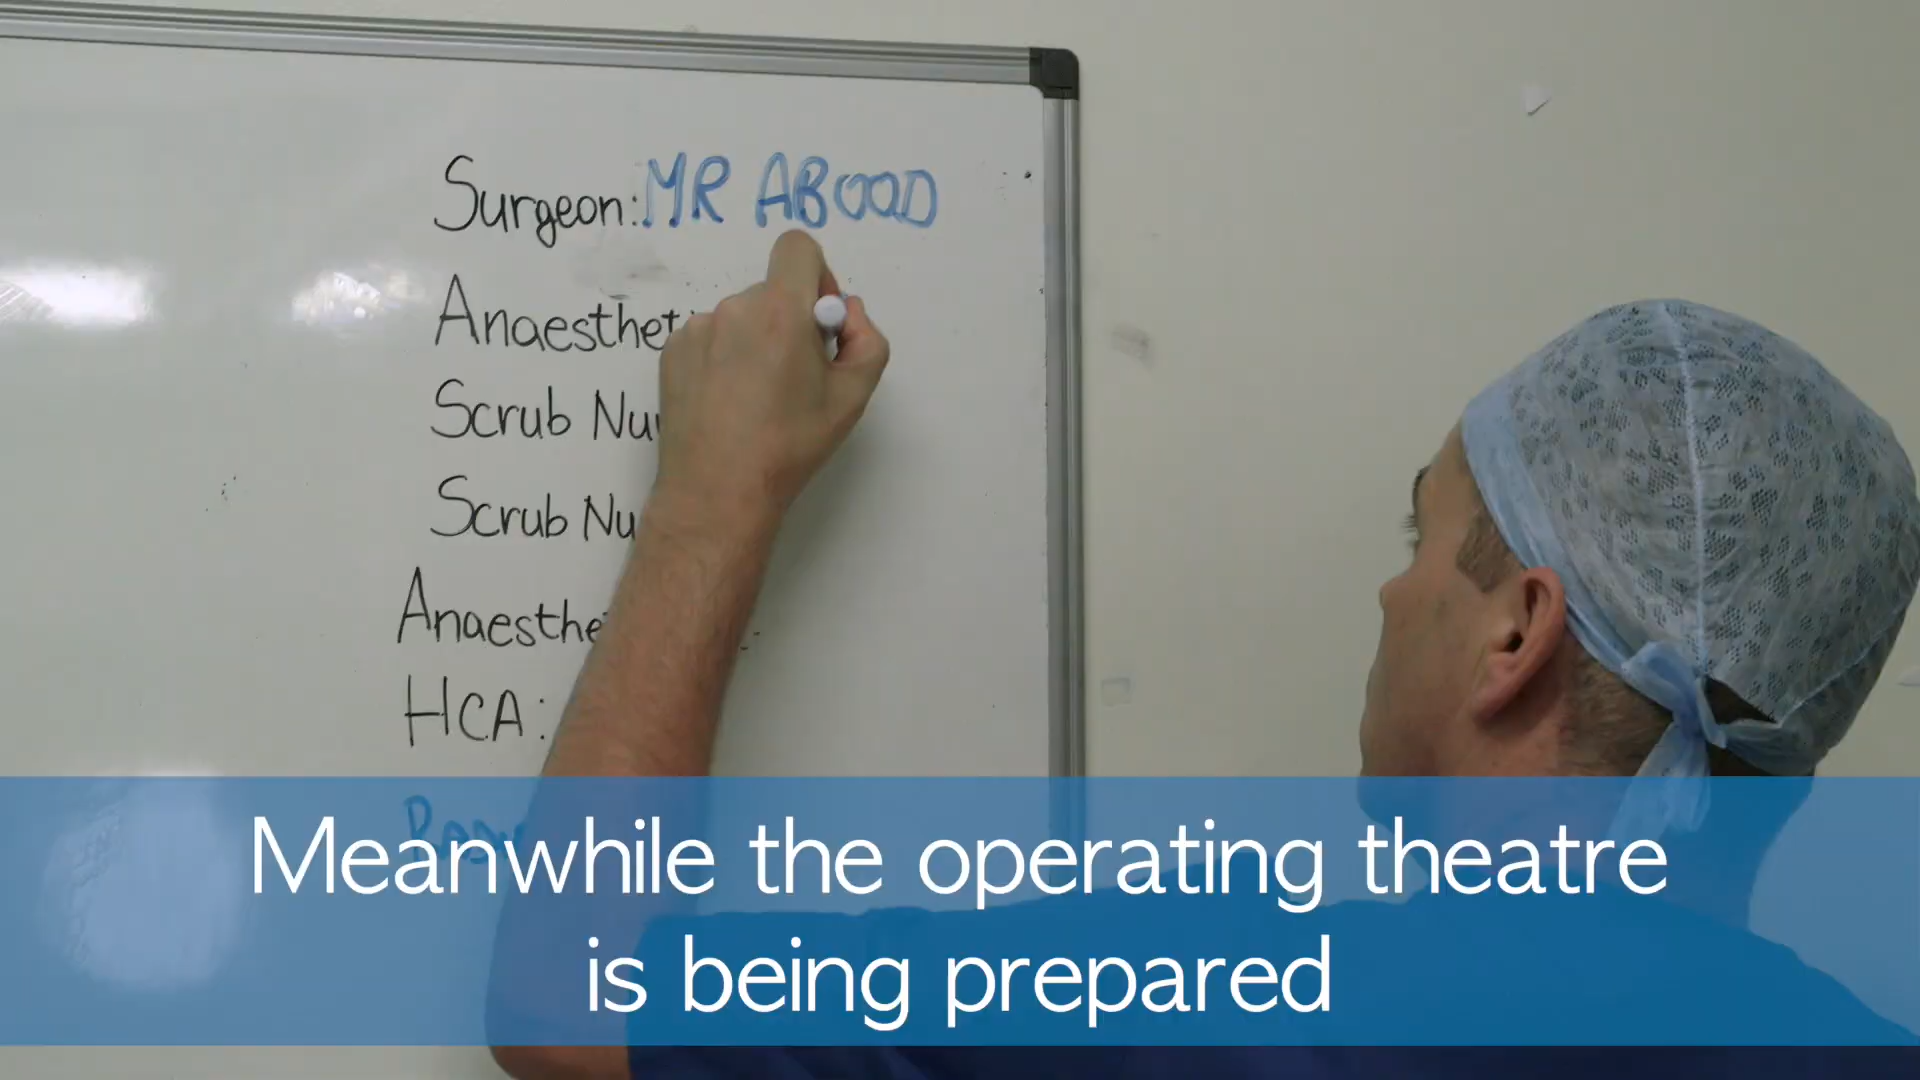 Surgeon: MR ABOOD
Anaesthet
Scrub Nu
Scrub Nu
Anaesthe
HCA:
Meanwhile the operating theatre
is being prepared